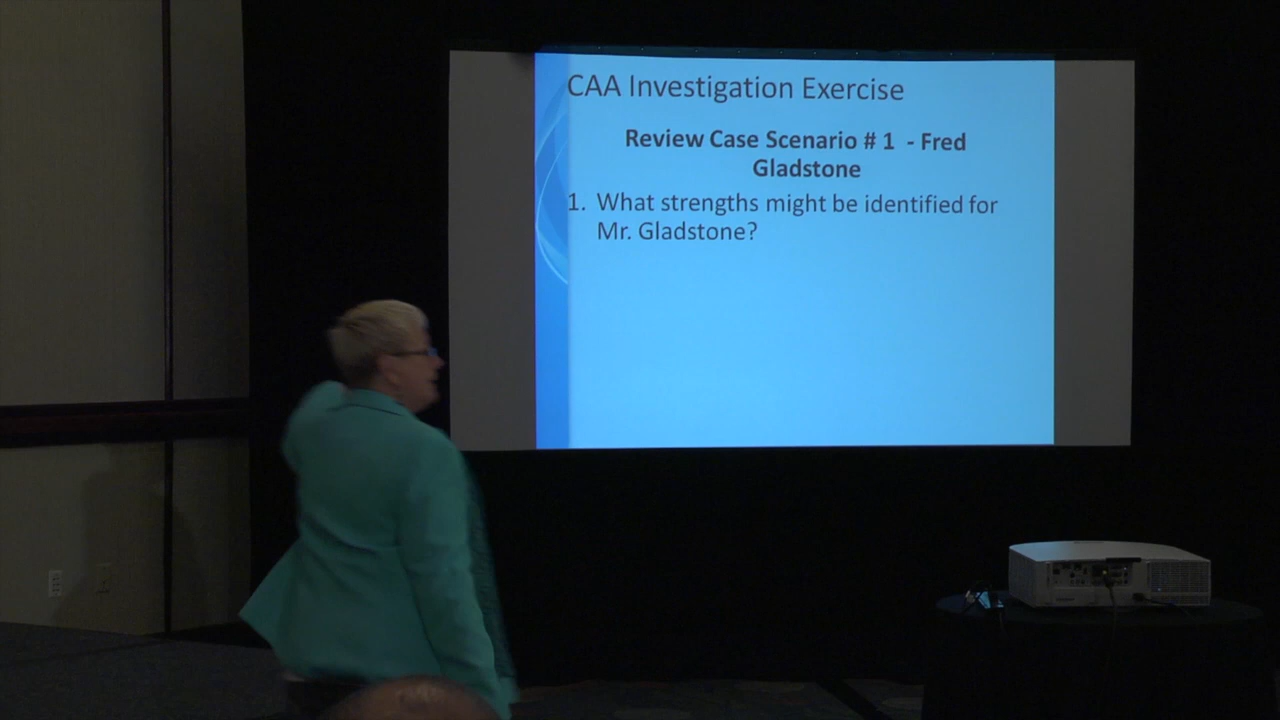 CAA Investigation Exercise
Review Case Scenario # 1 - Fred
Gladstone
1. What strengths might be identified for
Mr. Gladstone?